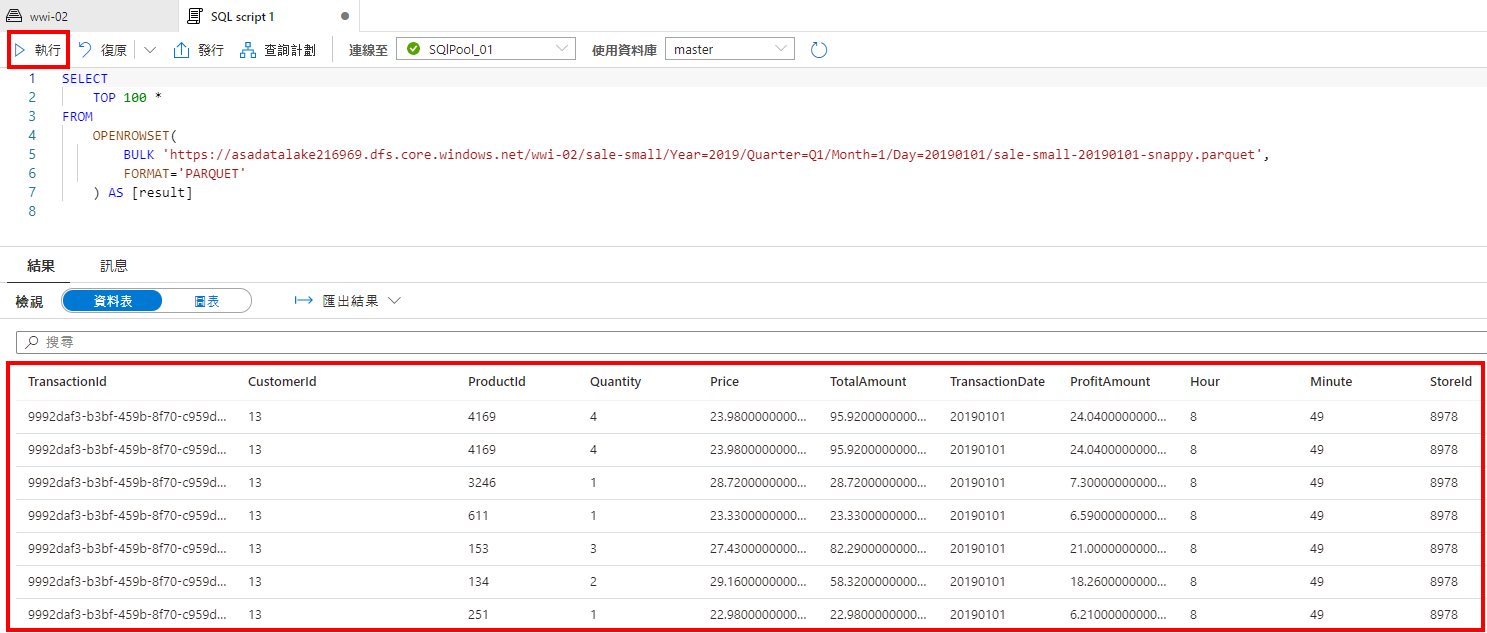 wwi-02 SQL script 1
執行 復原 發行 查詢計劃 連線至 SQlPool_01 使用資料庫 master
1 SELECT
2 TOP 100 *
3 FROM
4 OPENROWSET(
5 BULK 'https://asadatalake216969.dfs.core.windows.net/wwi-02/sale-small/Year=2019/Quarter=Q1/Month=1/Day=20190101/sale-small-20190101-snappy.parquet',
6 FORMAT='PARQUET'
7 ) AS [result]
8
結果 訊息
檢視 資料表 圖表 匯出結果
搜尋
TransactionId CustomerId ProductId Quantity Price TotalAmount TransactionDate ProfitAmount Hour Minute StoreId
9992daf3-b3bf-459b-8f70-c959d... 13 4169 4 23.9800000000... 95.9200000000... 20190101 24.0400000000... 8 49 8978
9992daf3-b3bf-459b-8f70-c959d... 13 4169 4 23.9800000000... 95.9200000000... 20190101 24.0400000000... 8 49 8978
9992daf3-b3bf-459b-8f70-c959d... 13 3246 1 28.7200000000... 28.7200000000... 20190101 7.30000000000... 8 49 8978
9992daf3-b3bf-459b-8f70-c959d... 13 611 1 23.3300000000... 23.3300000000... 20190101 6.59000000000... 8 49 8978
9992daf3-b3bf-459b-8f70-c959d... 13 153 3 27.4300000000... 82.2900000000... 20190101 21.0000000000... 8 49 8978
9992daf3-b3bf-459b-8f70-c959d... 13 134 2 29.1600000000... 58.3200000000... 20190101 18.2600000000... 8 49 8978
9992daf3-b3bf-459b-8f70-c959d... 13 251 1 22.9800000000... 22.9800000000... 20190101 6.21000000000... 8 49 8978